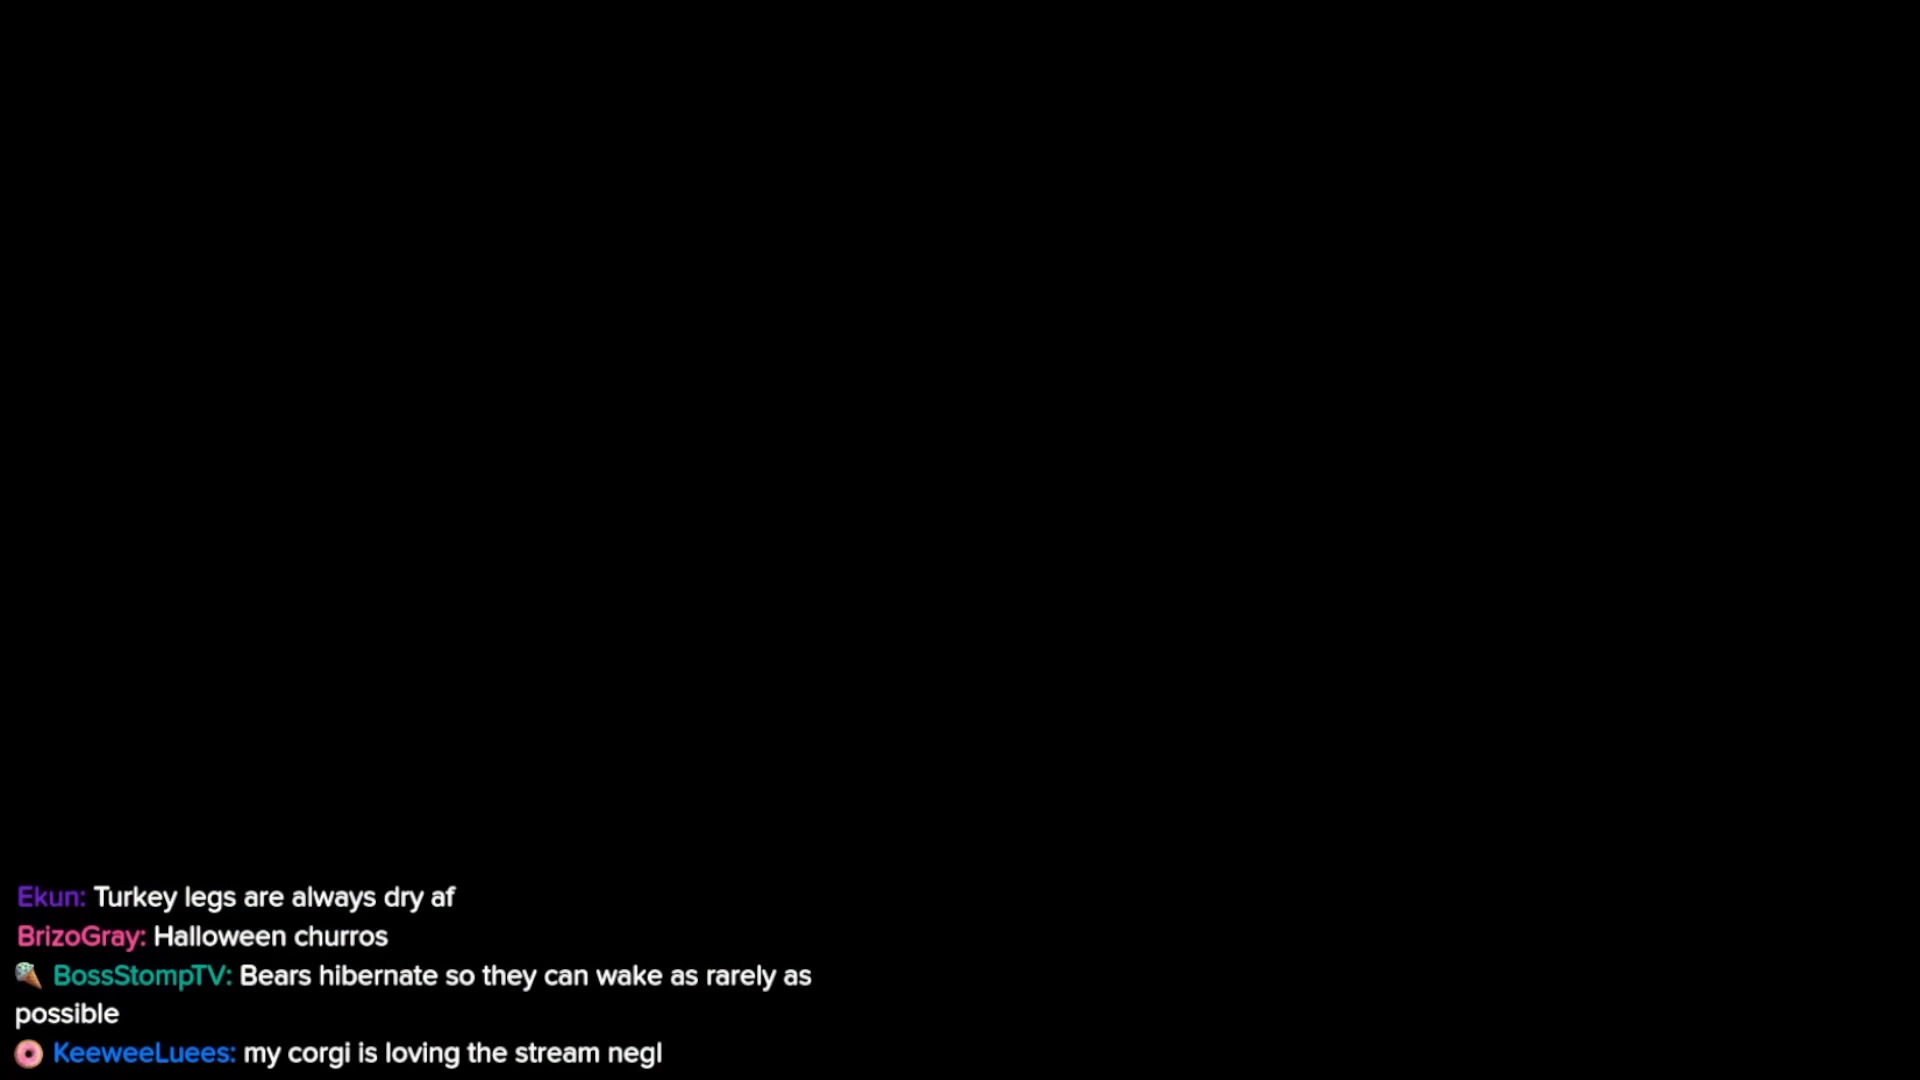 Ekun: Turkey legs are always dry af
BrizoGray: Halloween churros
BossStompTV: Bears hibernate so they can wake as rarely as
possible
KeeweeLuees: my corgi is loving the stream negl